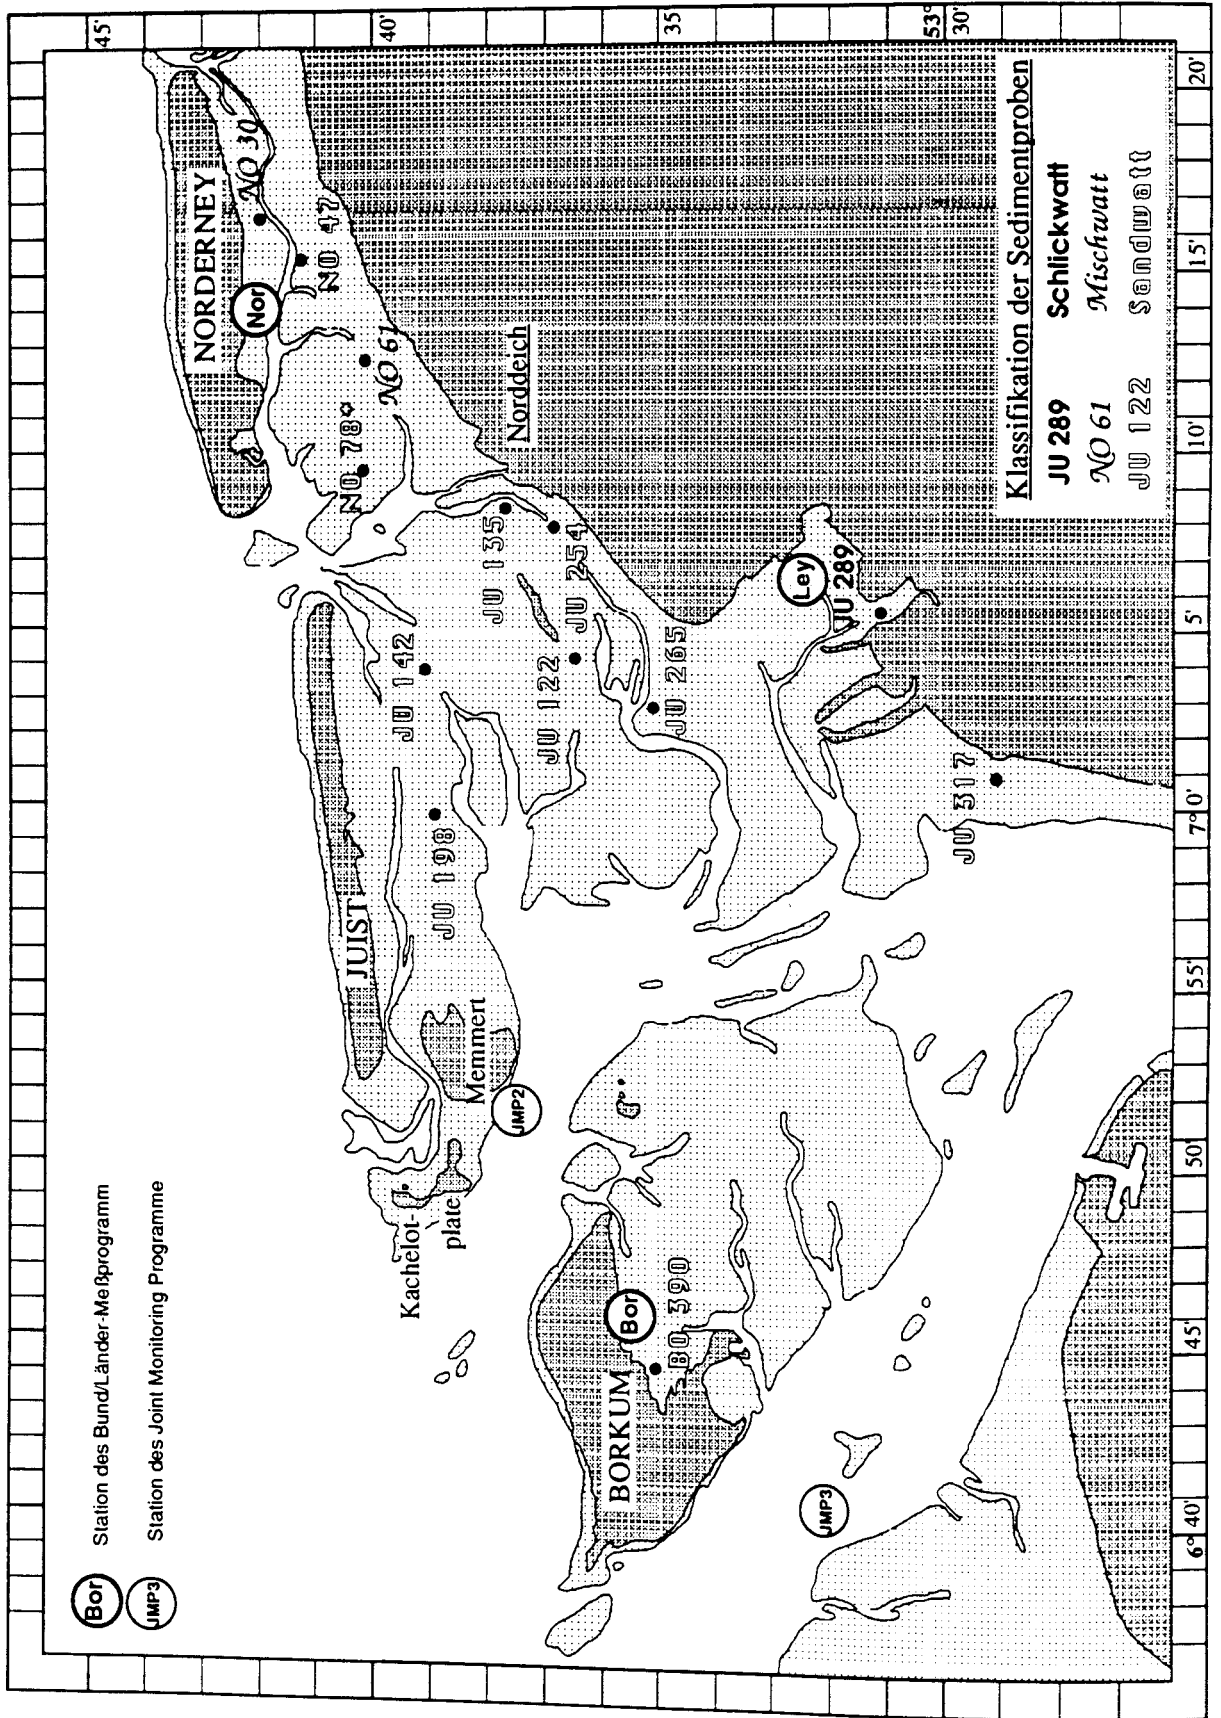 Bor Station des Bund/Länder-Meßprogramm
JMP3 Station des Joint Monitoring Programme
45'
40'
35'
53° 30'
NORDERNEY
NO 30
Nor
NO 47
NO 61
NO 78☼
Norddeich
JUIST
JU 142
JU 135
JU 254
JU 122
JU 198
JU 265
Ley
JU 289
JU 317
Memmert
JMP2
Kachelot-
plate
Bor
BO 390
BORKUM
JMP3
Klassifikation der Sedimentproben
JU 289 Schlickwatt
NO 61 Mischwatt
JU 122 Sandwatt
6° 40'
45'
50'
55'
7° 0'
5'
10'
15'
20'